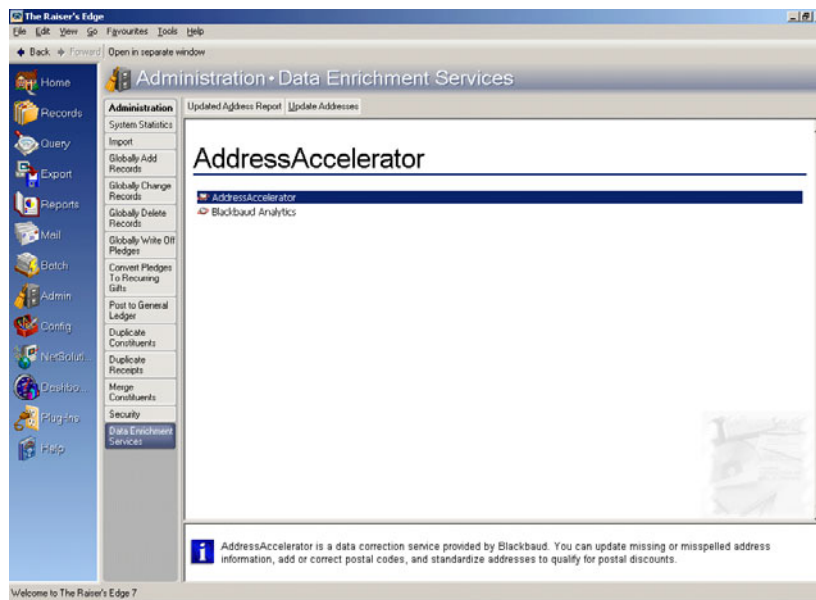 The Raiser's Edge
File Edit View Go Favourites Tools Help
Back Forward Open in separate window
Administration • Data Enrichment Services
Home
Records
Query
Export
Reports
Mail
Batch
Admin
Config
NetSoluti...
Dashbo...
Plug-Ins
Help
Administration
System Statistics
Import
Globally Add
Records
Globally Change
Records
Globally Delete
Records
Globally Write Off
Pledges
Convert Pledges
To Recurring
Gifts
Post to General
Ledger
Duplicate
Constituents
Duplicate
Receipts
Merge
Constituents
Security
Data Enrichment
Services
Updated Address Report Update Addresses
AddressAccelerator
AddressAccelerator
Blackbaud Analytics
AddressAccelerator is a data correction service provided by Blackbaud. You can update missing or misspelled address
information, add or correct postal codes, and standardize addresses to qualify for postal discounts.
Welcome to The Raiser's Edge 7